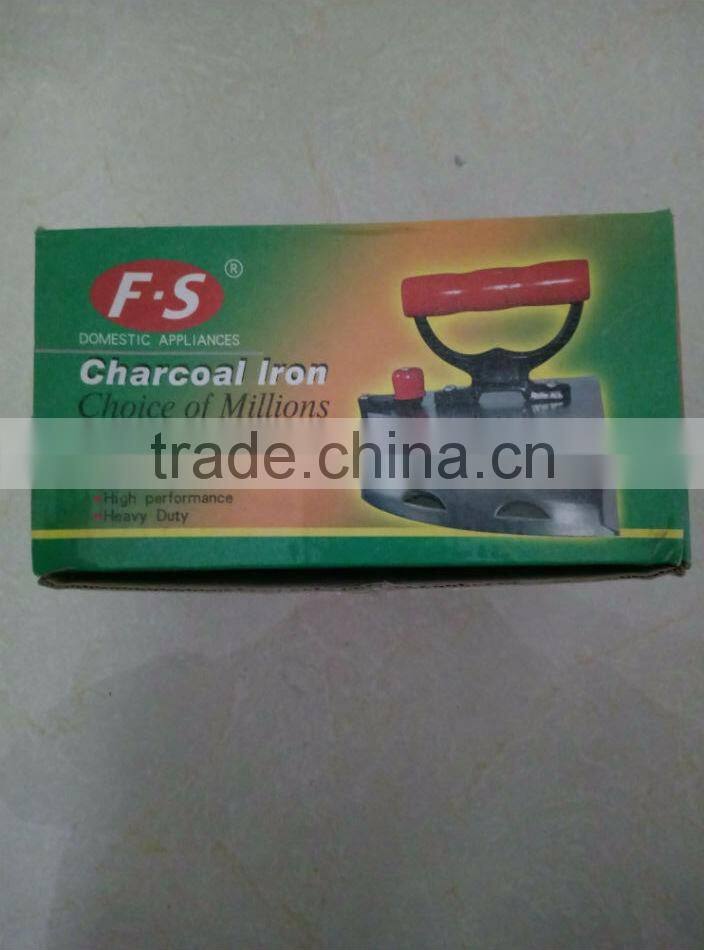 F·S ®
DOMESTIC APPLIANCES
Charcoal Iron
Choice of Millions
trade.china.cn
High performance
Heavy Duty